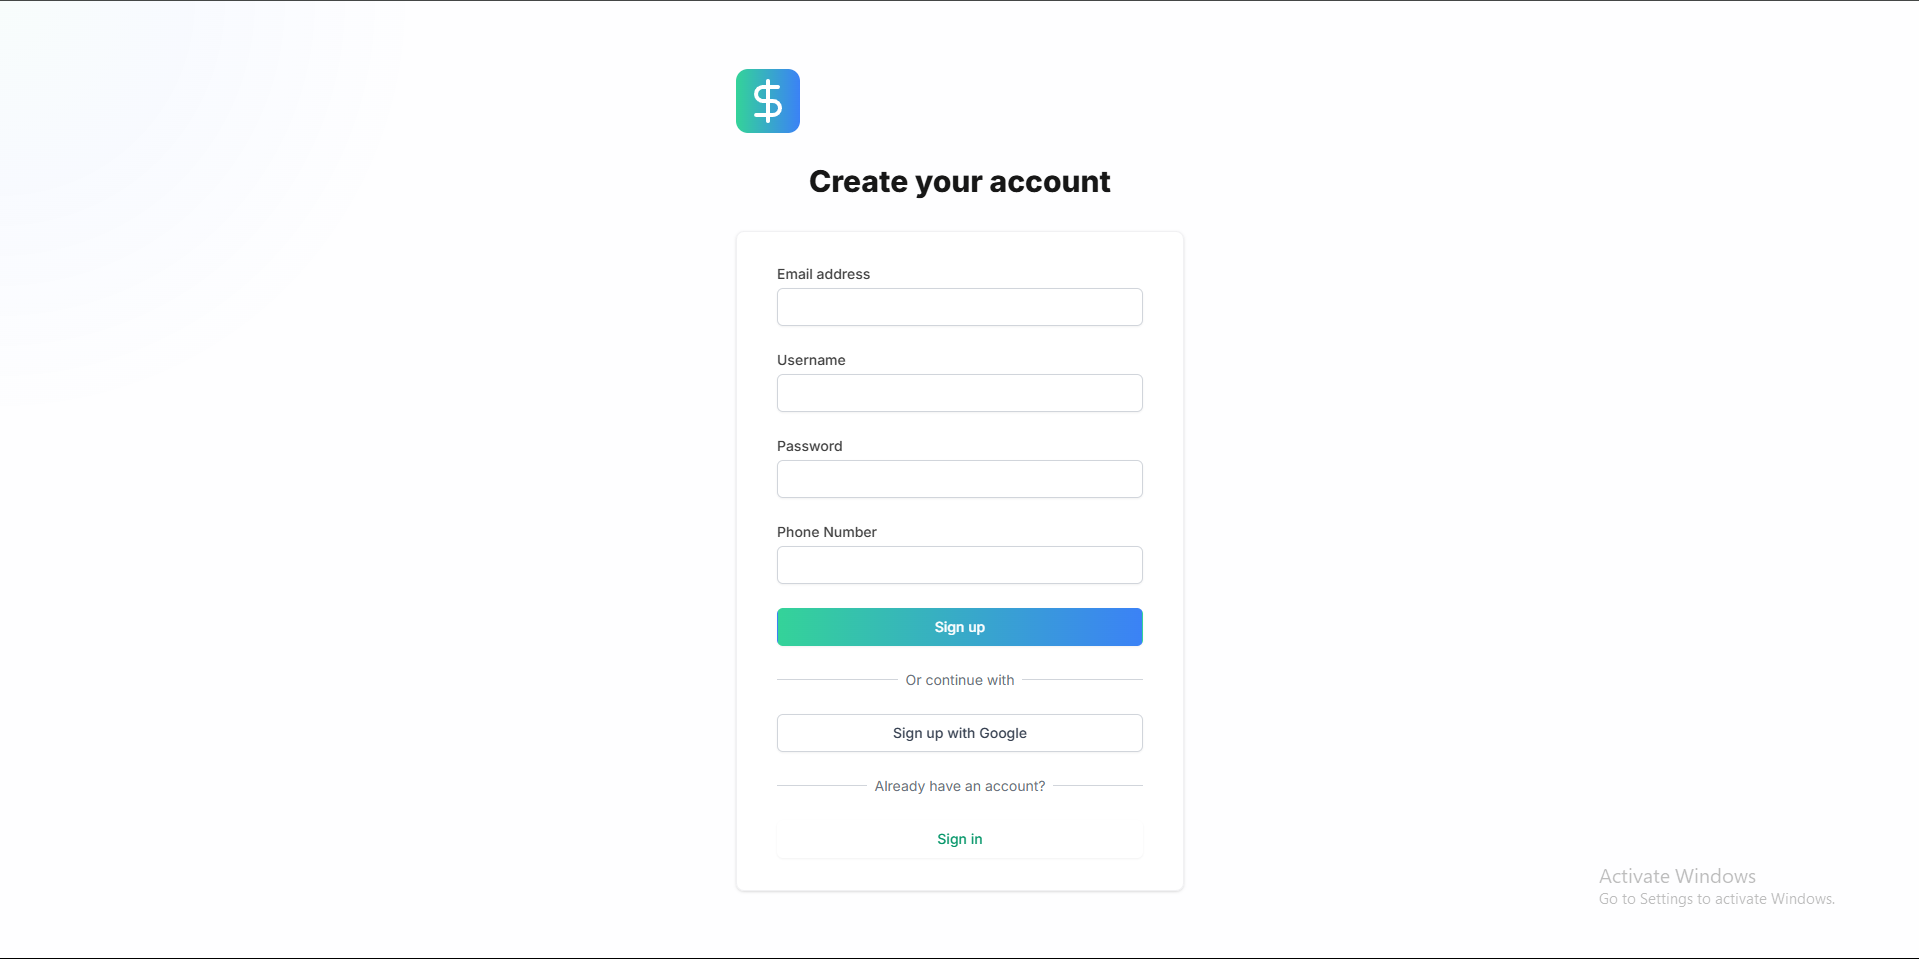 $
Create your account
Email address
Username
Password
Phone Number
Sign up
Or continue with
Sign up with Google
Already have an account?
Sign in
Activate Windows
Go to Settings to activate Windows.